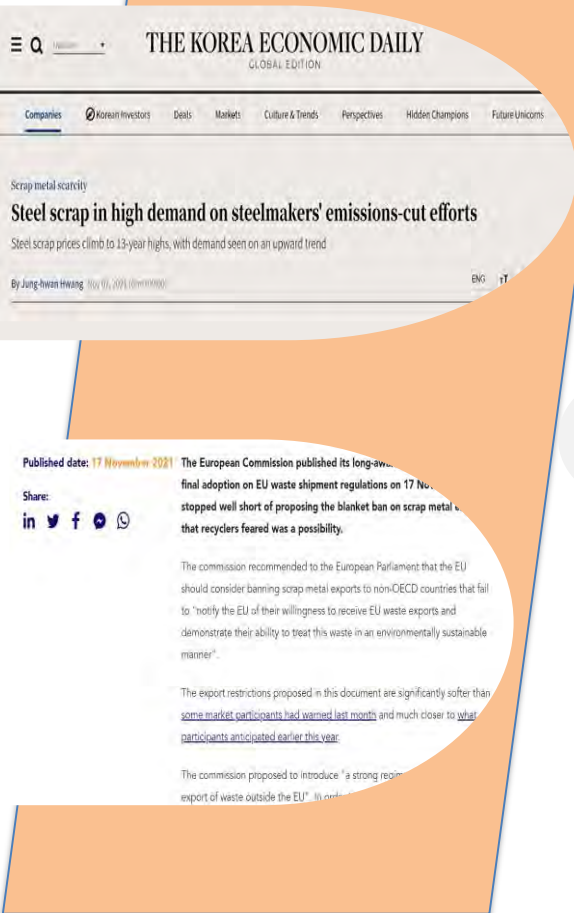 THE KOREA ECONOMIC DAILY
GLOBAL EDITION
Companies Korean Investors Deals Markets Culture & Trends Perspectives Hidden Champions Future Unicorns
Scrap metal scarcity
Steel scrap in high demand on steelmakers' emissions-cut efforts
Steel scrap prices climb to 13-year highs, with demand seen on an upward trend
By Jung-hwan Hwang
ENG тT
Published date: 17 November 2021
Share:
The European Commission published its
final adoption on EU waste shipment regulations on 17
stopped well short of proposing the blanket ban on scrap metal
that recyclers feared was a possibility.
The commission recommended to the European Parliament that the EU
should consider banning scrap metal exports to non-OECD countries that fail
to "notify the EU of their willingness to receive EU waste exports and
demonstrate their ability to treat this waste in an environmentally sustainable
manner".
The export restrictions proposed in this document are significantly softer than
some market participants had warned last month and much closer to what
participants anticipated earlier this year.
The commission proposed to introduce "a strong
export of waste outside the EU". In